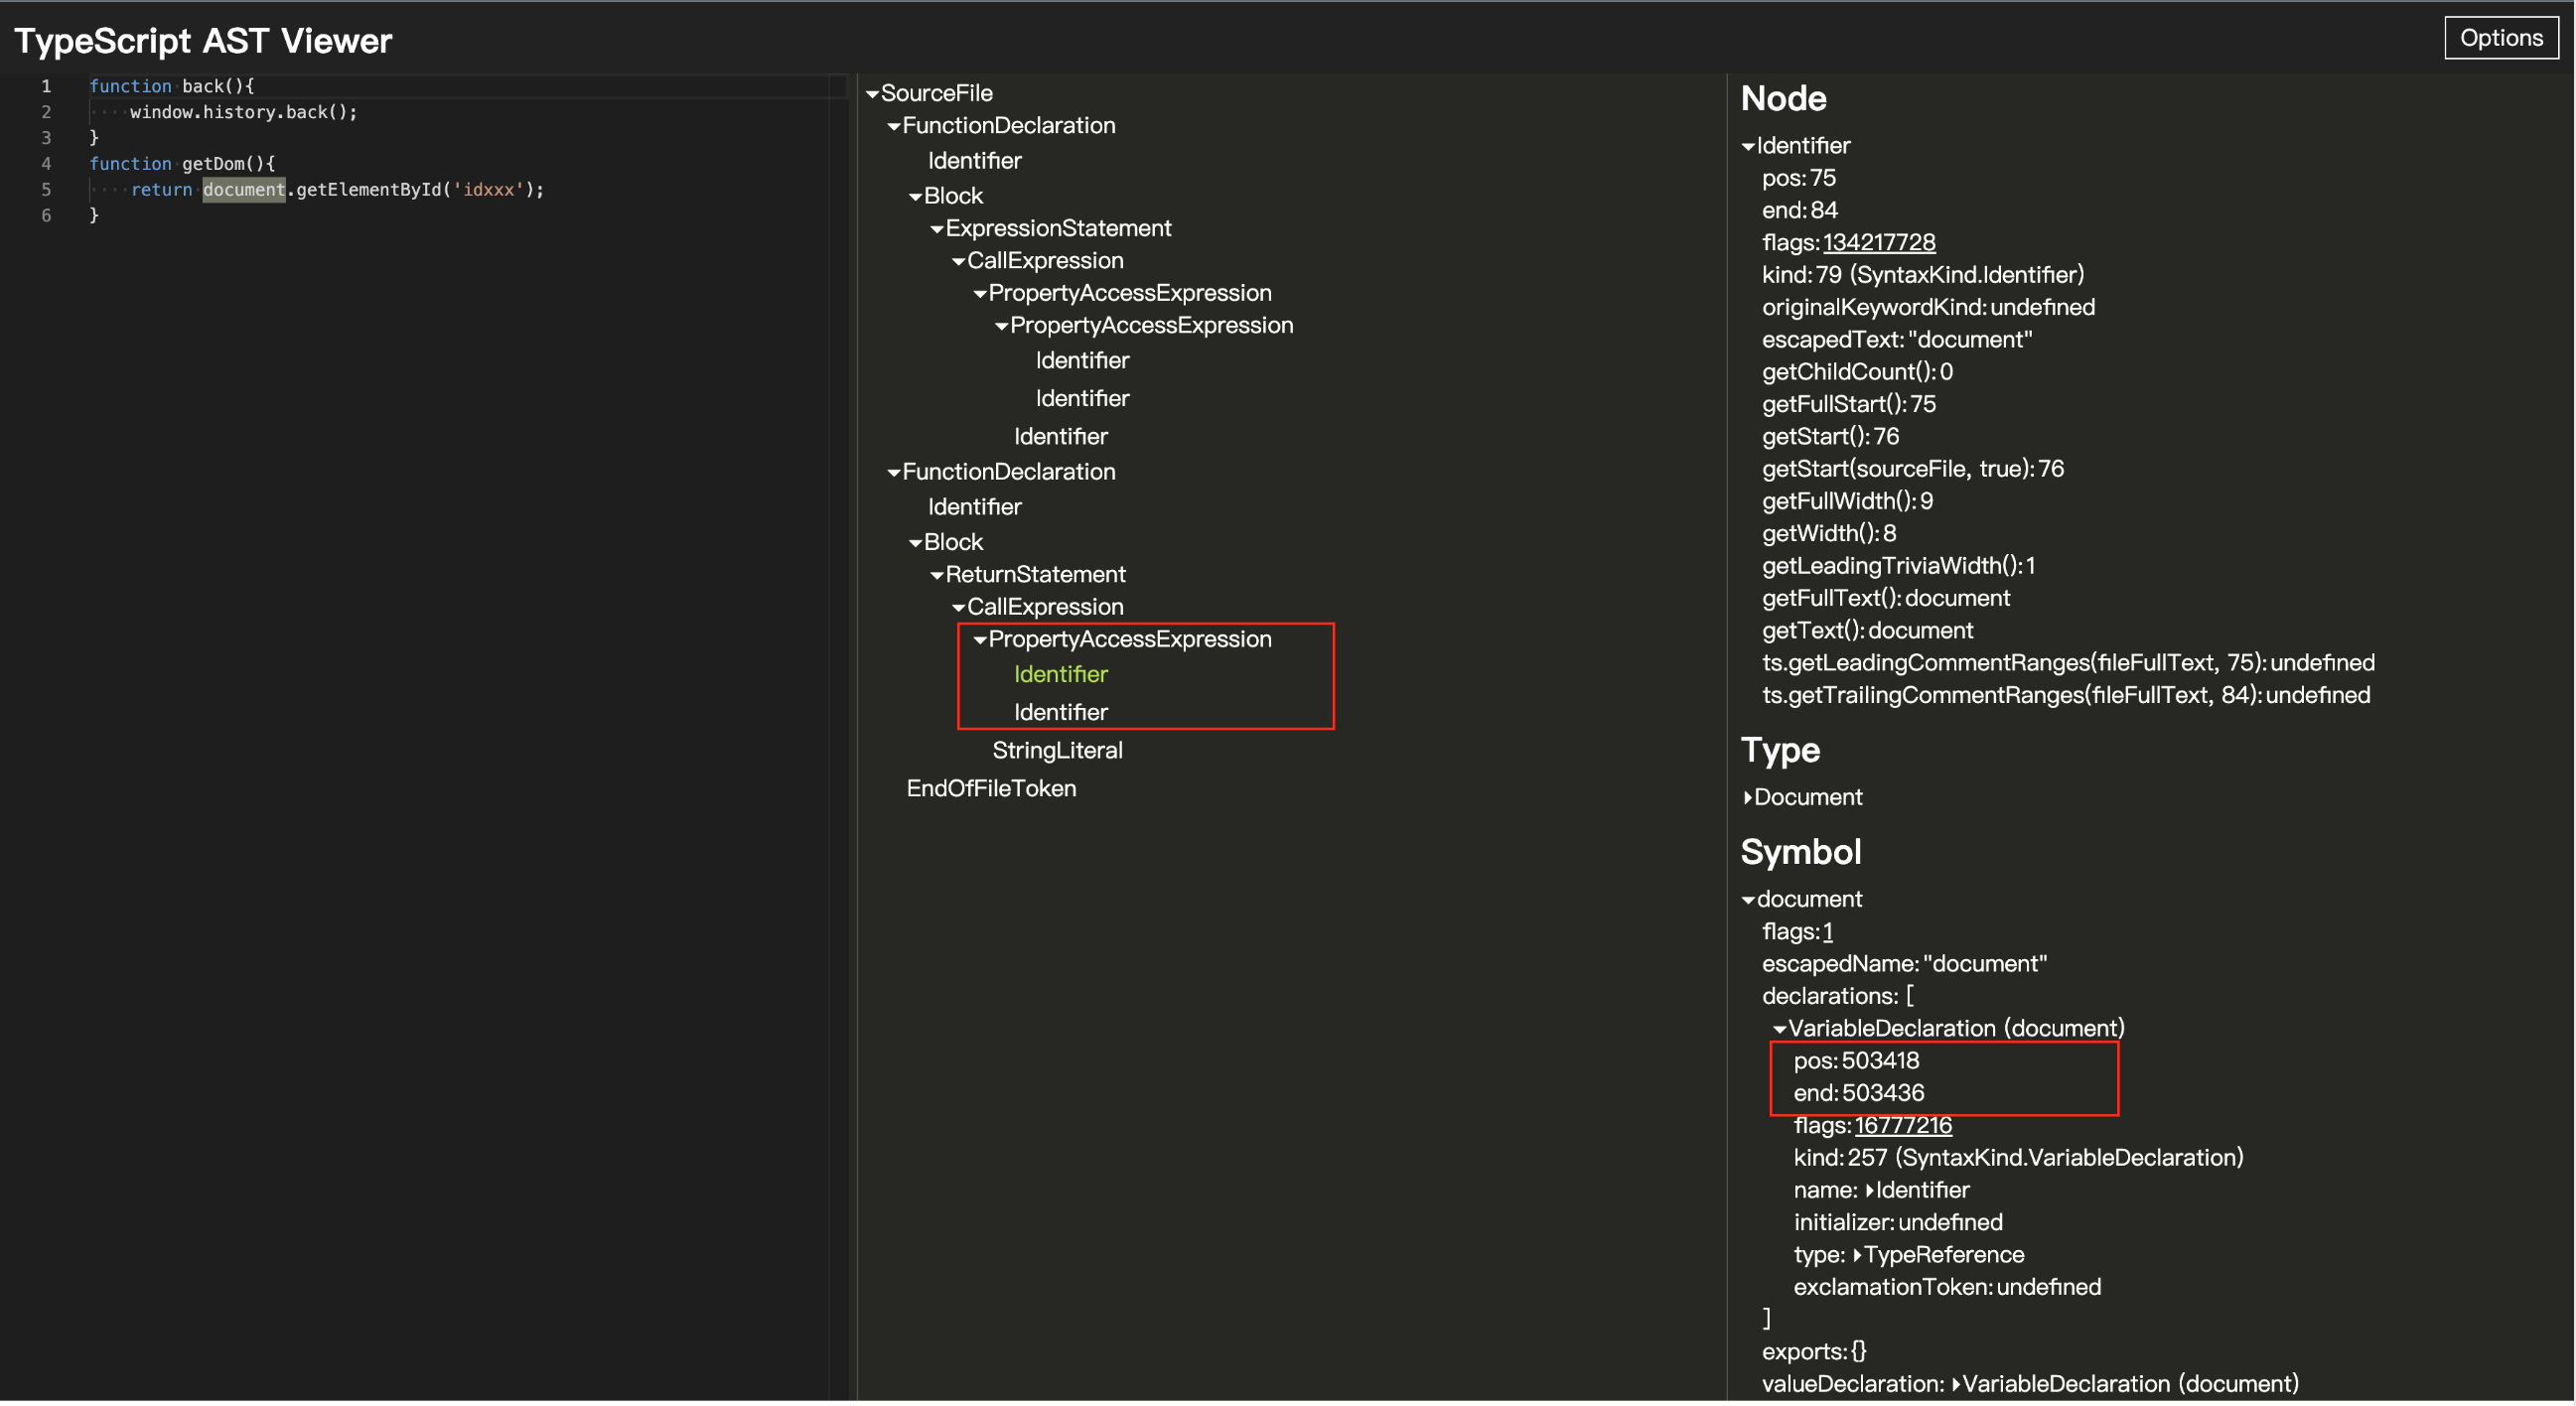 TypeScript AST Viewer
Options
1 function back(){
2 window.history.back();
3 }
4 function getDom(){
5 return document.getElementById('idxxx');
6 }
SourceFile
FunctionDeclaration
Identifier
Block
ExpressionStatement
CallExpression
PropertyAccessExpression
PropertyAccessExpression
Identifier
Identifier
Identifier
FunctionDeclaration
Identifier
Block
ReturnStatement
CallExpression
PropertyAccessExpression
Identifier
Identifier
StringLiteral
EndOfFileToken
Node
Identifier
pos: 75
end: 84
flags: 134217728
kind: 79 (SyntaxKind.Identifier)
originalKeywordKind: undefined
escapedText: "document"
getChildCount(): 0
getFullStart(): 75
getStart(): 76
getStart(sourceFile, true): 76
getFullWidth(): 9
getWidth(): 8
getLeadingTriviaWidth(): 1
getFullText(): document
getText(): document
ts.getLeadingCommentRanges(fileFullText, 75): undefined
ts.getTrailingCommentRanges(fileFullText, 84): undefined
Type
Document
Symbol
document
flags: 1
escapedName: "document"
declarations: [
VariableDeclaration (document)
pos: 503418
end: 503436
flags: 16777216
kind: 257 (SyntaxKind.VariableDeclaration)
name: Identifier
initializer: undefined
type: TypeReference
exclamationToken: undefined
]
exports: {}
valueDeclaration: VariableDeclaration (document)